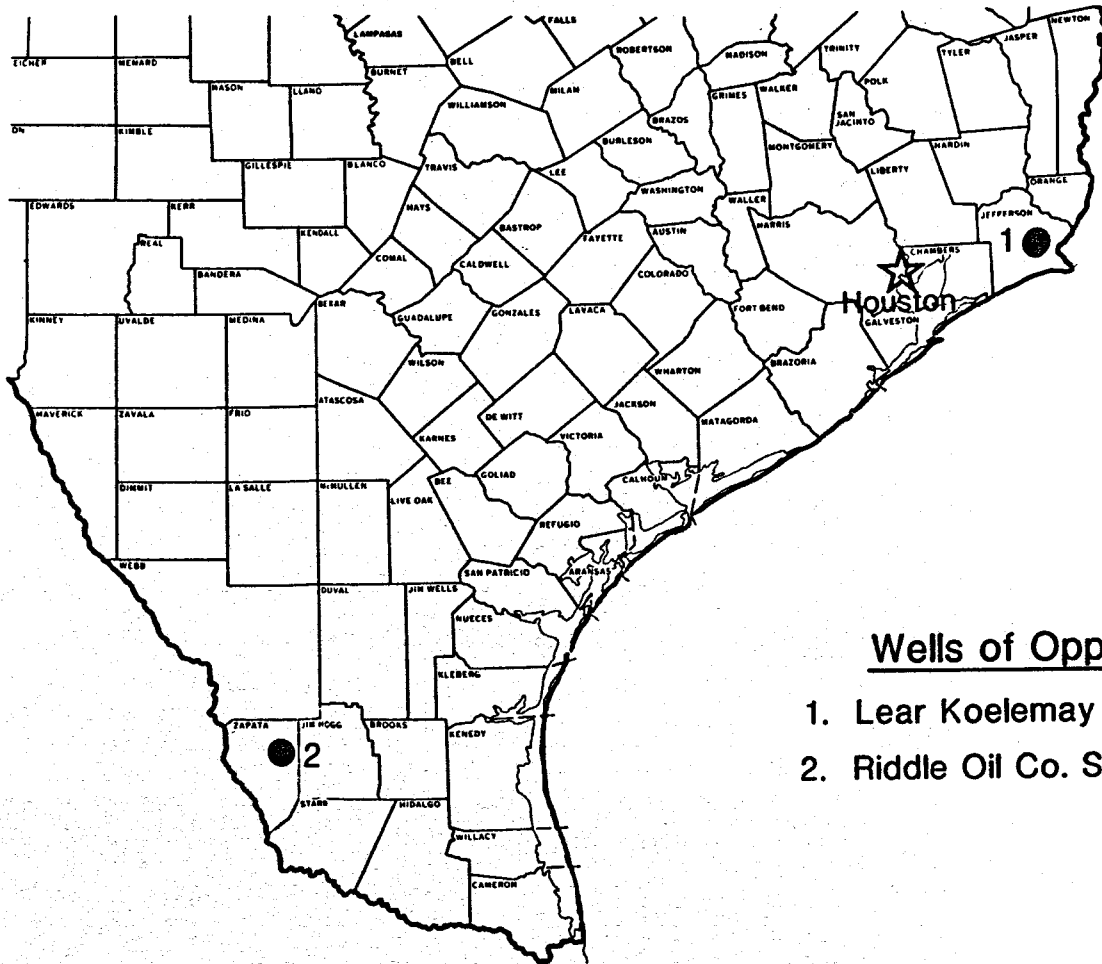 FALLS
NEWTON
LAMPASAS
ROBERTSON
MADISON
TRINITY
JASPER
EICHER
MENARD
BURNET
BELL
TYLER
MASON
LLANO
MILAN
GRIMES
WALKER
POLK
WILLIAMSON
BRAZOS
SAN
JACINTO
ON
KIMBLE
BURLESON
MONTGOMERY
HARDIN
GILLESPIE
BLANCO
TRAVIS
LEE
LIBERTY
WASHINGTON
ORANGE
EDWARDS
KERR
HAYS
WALLER
HARRIS
JEFFERSON
REAL
KENDALL
BASTROP
FAYETTE
AUSTIN
1
BANDERA
COMAL
CALDWELL
COLORADO
CHAMBERS
KINNEY
UVALDE
MEDINA
BEXAR
GUADALUPE
GONZALES
LAVACA
FORT BEND
Houston
GALVESTON
WILSON
WHARTON
BRAZORIA
MAVERICK
ZAVALA
FRIO
ATASCOSA
KARNES
DE WITT
JACKSON
MATAGORDA
VICTORIA
DIMMIT
LA SALLE
McMULLEN
LIVE OAK
BEE
GOLIAD
CALHOUN
REFUGIO
WEBB
SAN PATRICIO
ARANSAS
DUVAL
JIM WELLS
NUECES
KLEBERG
ZAPATA
JIM HOGG
BROOKS
KENEDY
2
STARR
HIDALGO
WILLACY
CAMERON
Wells of Opp
1. Lear Koelemay
2. Riddle Oil Co. S